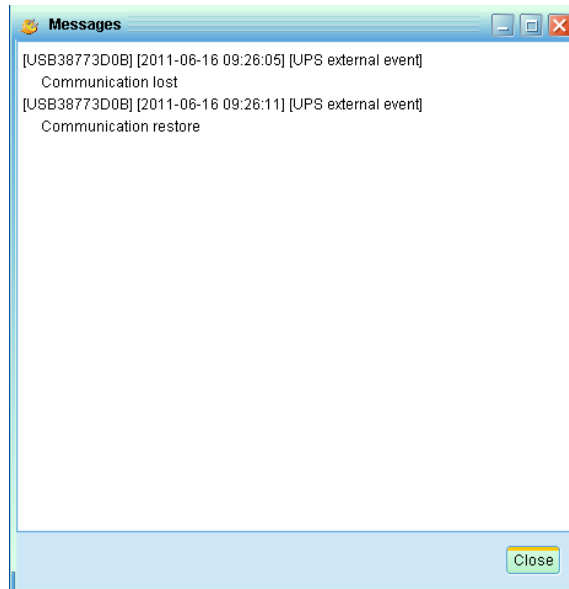 Messages
[USB38773D0B] [2011-06-16 09:26:05] [UPS external event]
Communication lost
[USB38773D0B] [2011-06-16 09:26:11] [UPS external event]
Communication restore
Close